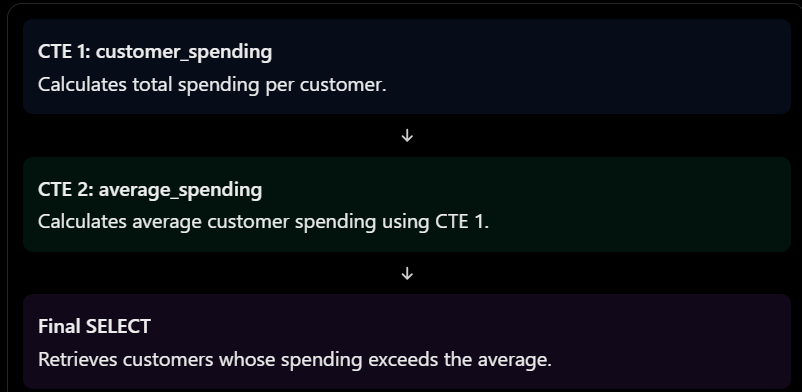 CTE 1: customer_spending
Calculates total spending per customer.
↓
CTE 2: average_spending
Calculates average customer spending using CTE 1.
↓
Final SELECT
Retrieves customers whose spending exceeds the average.